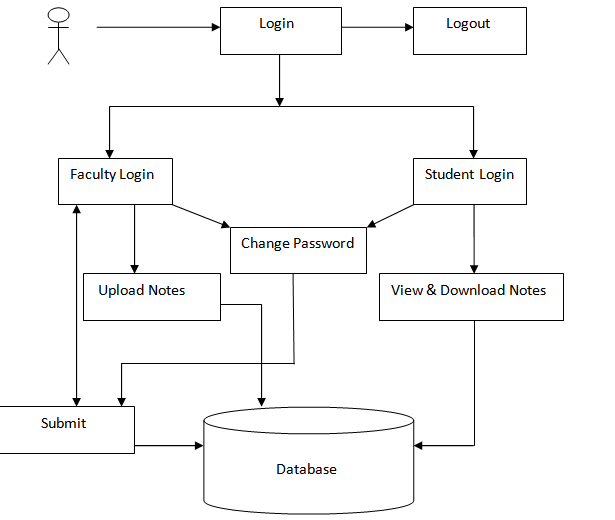 Login
Logout
Faculty Login
Student Login
Change Password
Upload Notes
View & Download Notes
Submit
Database